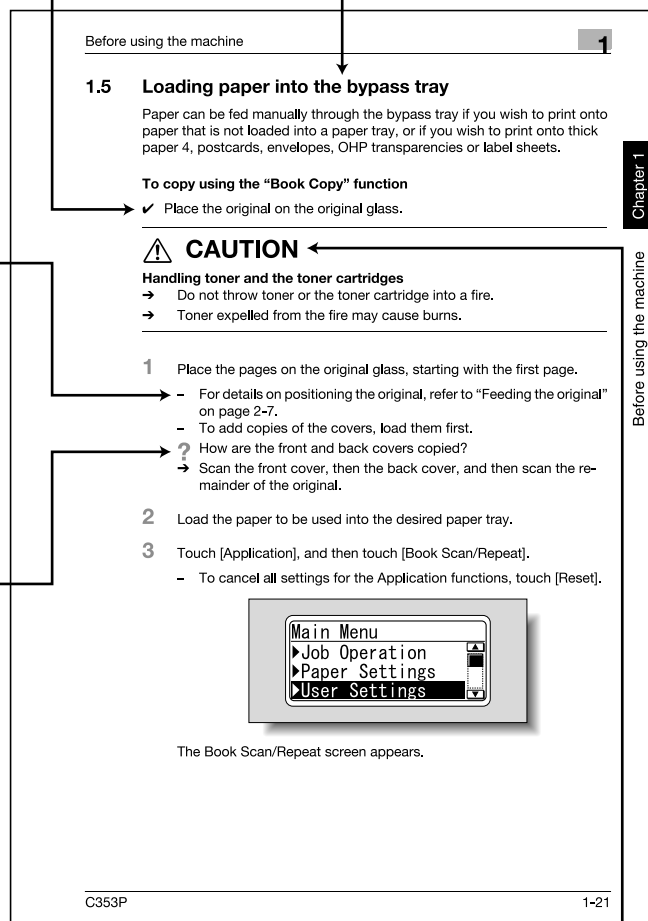 Before using the machine
1
1.5 Loading paper into the bypass tray
Paper can be fed manually through the bypass tray if you wish to print onto
paper that is not loaded into a paper tray, or if you wish to print onto thick
paper 4, postcards, envelopes, OHP transparencies or label sheets.
To copy using the “Book Copy” function
✔ Place the original on the original glass.
CAUTION
Handling toner and the toner cartridges
➔ Do not throw toner or the toner cartridge into a fire.
➔ Toner expelled from the fire may cause burns.
1 Place the pages on the original glass, starting with the first page.
– For details on positioning the original, refer to “Feeding the original”
on page 2-7.
– To add copies of the covers, load them first.
? How are the front and back covers copied?
➔ Scan the front cover, then the back cover, and then scan the re-
mainder of the original.
2 Load the paper to be used into the desired paper tray.
3 Touch [Application], and then touch [Book Scan/Repeat].
– To cancel all settings for the Application functions, touch [Reset].
Main Menu
▶Job Operation
▶Paper Settings
▶User Settings
The Book Scan/Repeat screen appears.
C353P
1-21
Chapter 1
Before using the machine